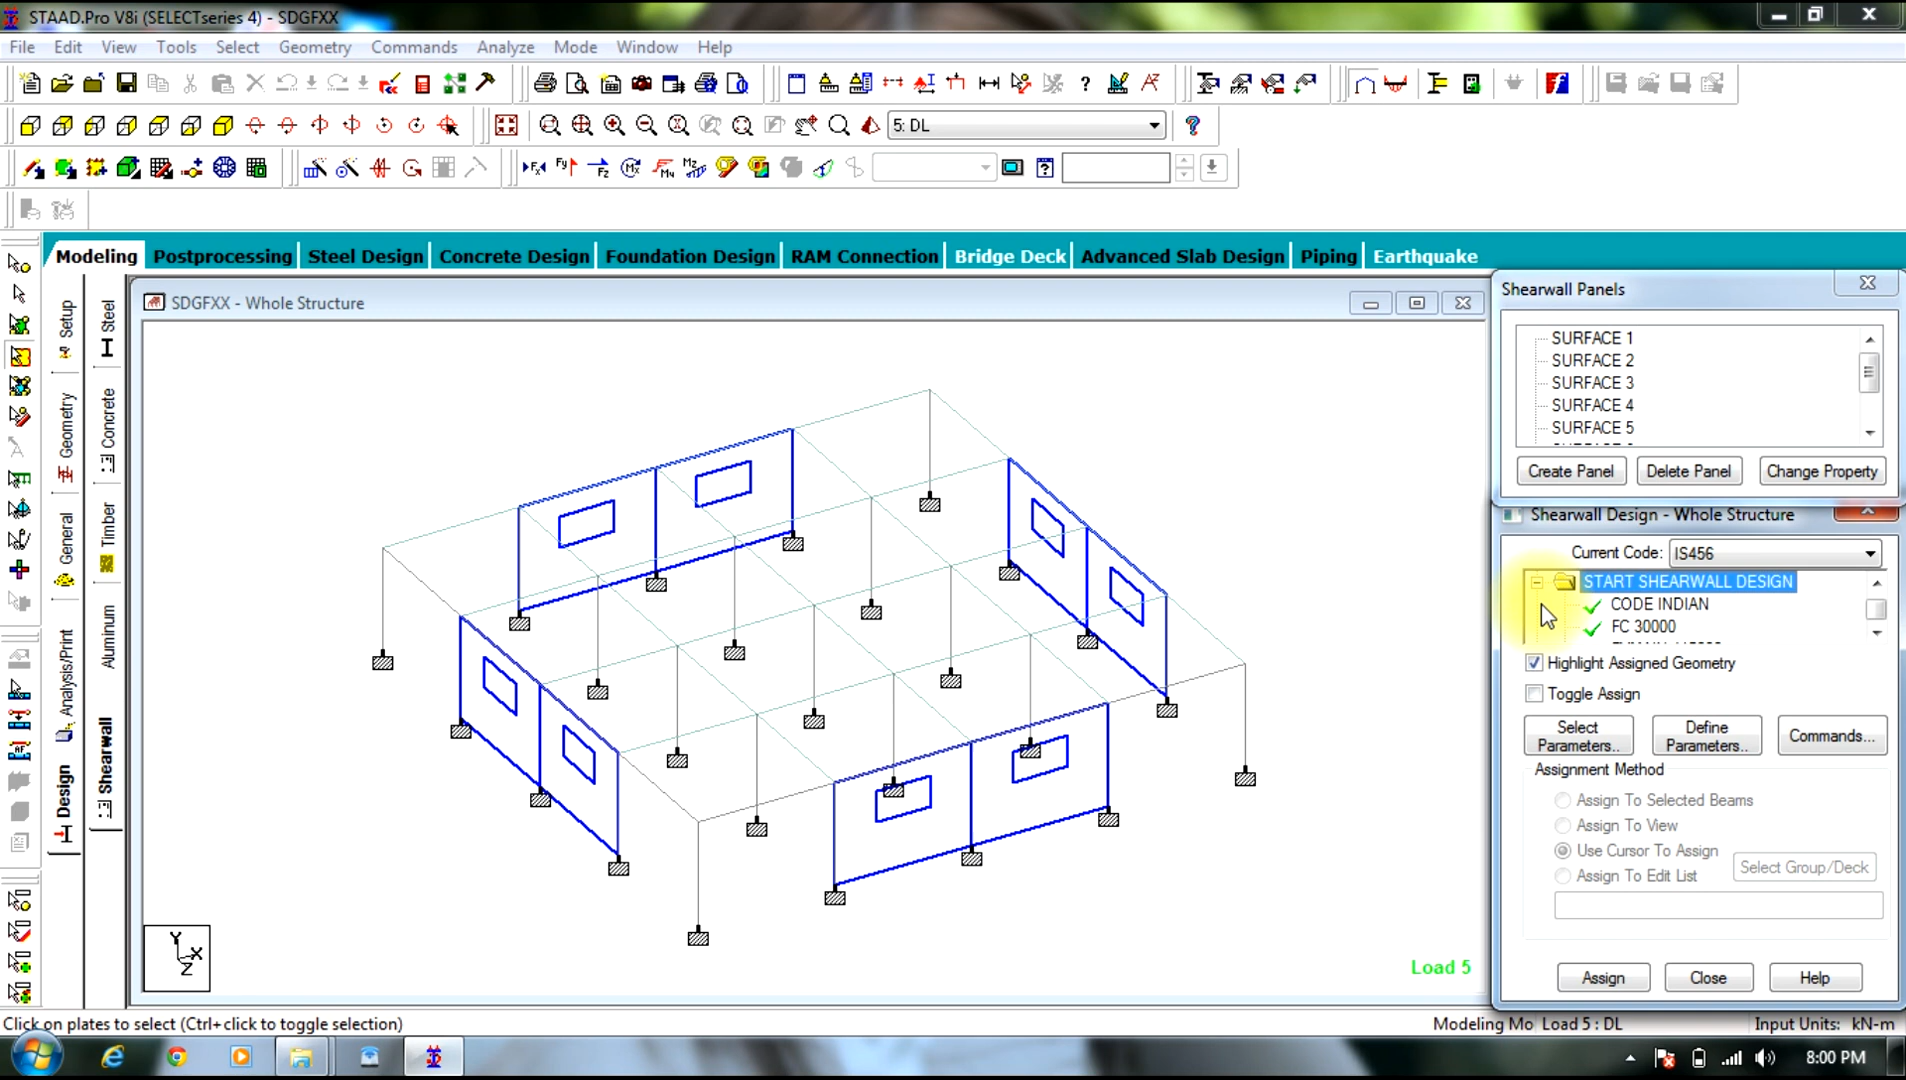 STAAD.Pro V8i (SELECTseries 4) - SDGFXX
File Edit View Tools Select Geometry Commands Analyze Mode Window Help
5: DL
Modeling Postprocessing Steel Design Concrete Design Foundation Design RAM Connection Bridge Deck Advanced Slab Design Piping Earthquake
Setup
Geometry
General
Analysis/Print
Design
Steel
Concrete
Timber
Aluminum
Shearwall
SDGFXX - Whole Structure
Y
X
Z
Load 5
Shearwall Panels
SURFACE 1
SURFACE 2
SURFACE 3
SURFACE 4
SURFACE 5
Create Panel Delete Panel Change Property
Shearwall Design - Whole Structure
Current Code: IS456
START SHEARWALL DESIGN
CODE INDIAN
FC 30000
Highlight Assigned Geometry
Toggle Assign
Select Parameters..
Define Parameters..
Commands...
Assignment Method
Assign To Selected Beams
Assign To View
Use Cursor To Assign
Select Group/Deck
Assign To Edit List
Assign Close Help
Click on plates to select (Ctrl+click to toggle selection)
Modeling Mo Load 5 : DL Input Units: kN-m
8:00 PM